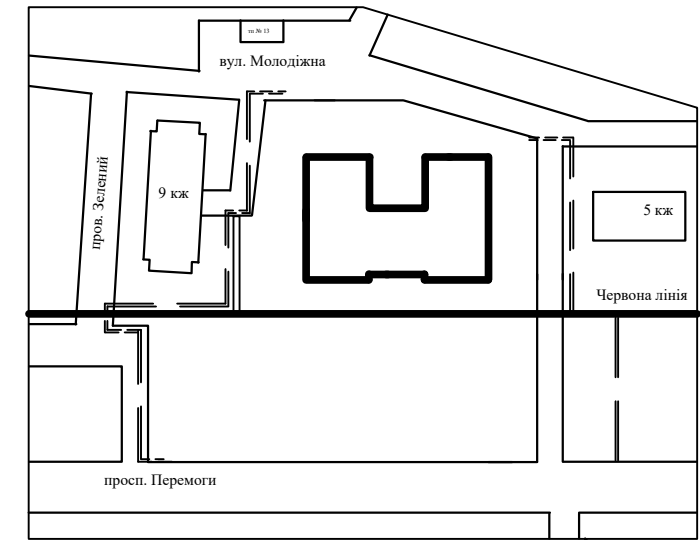 тп № 13
вул. Молодіжна
пров. Зелений
9 кж
5 кж
Червона лінія
просп. Перемоги